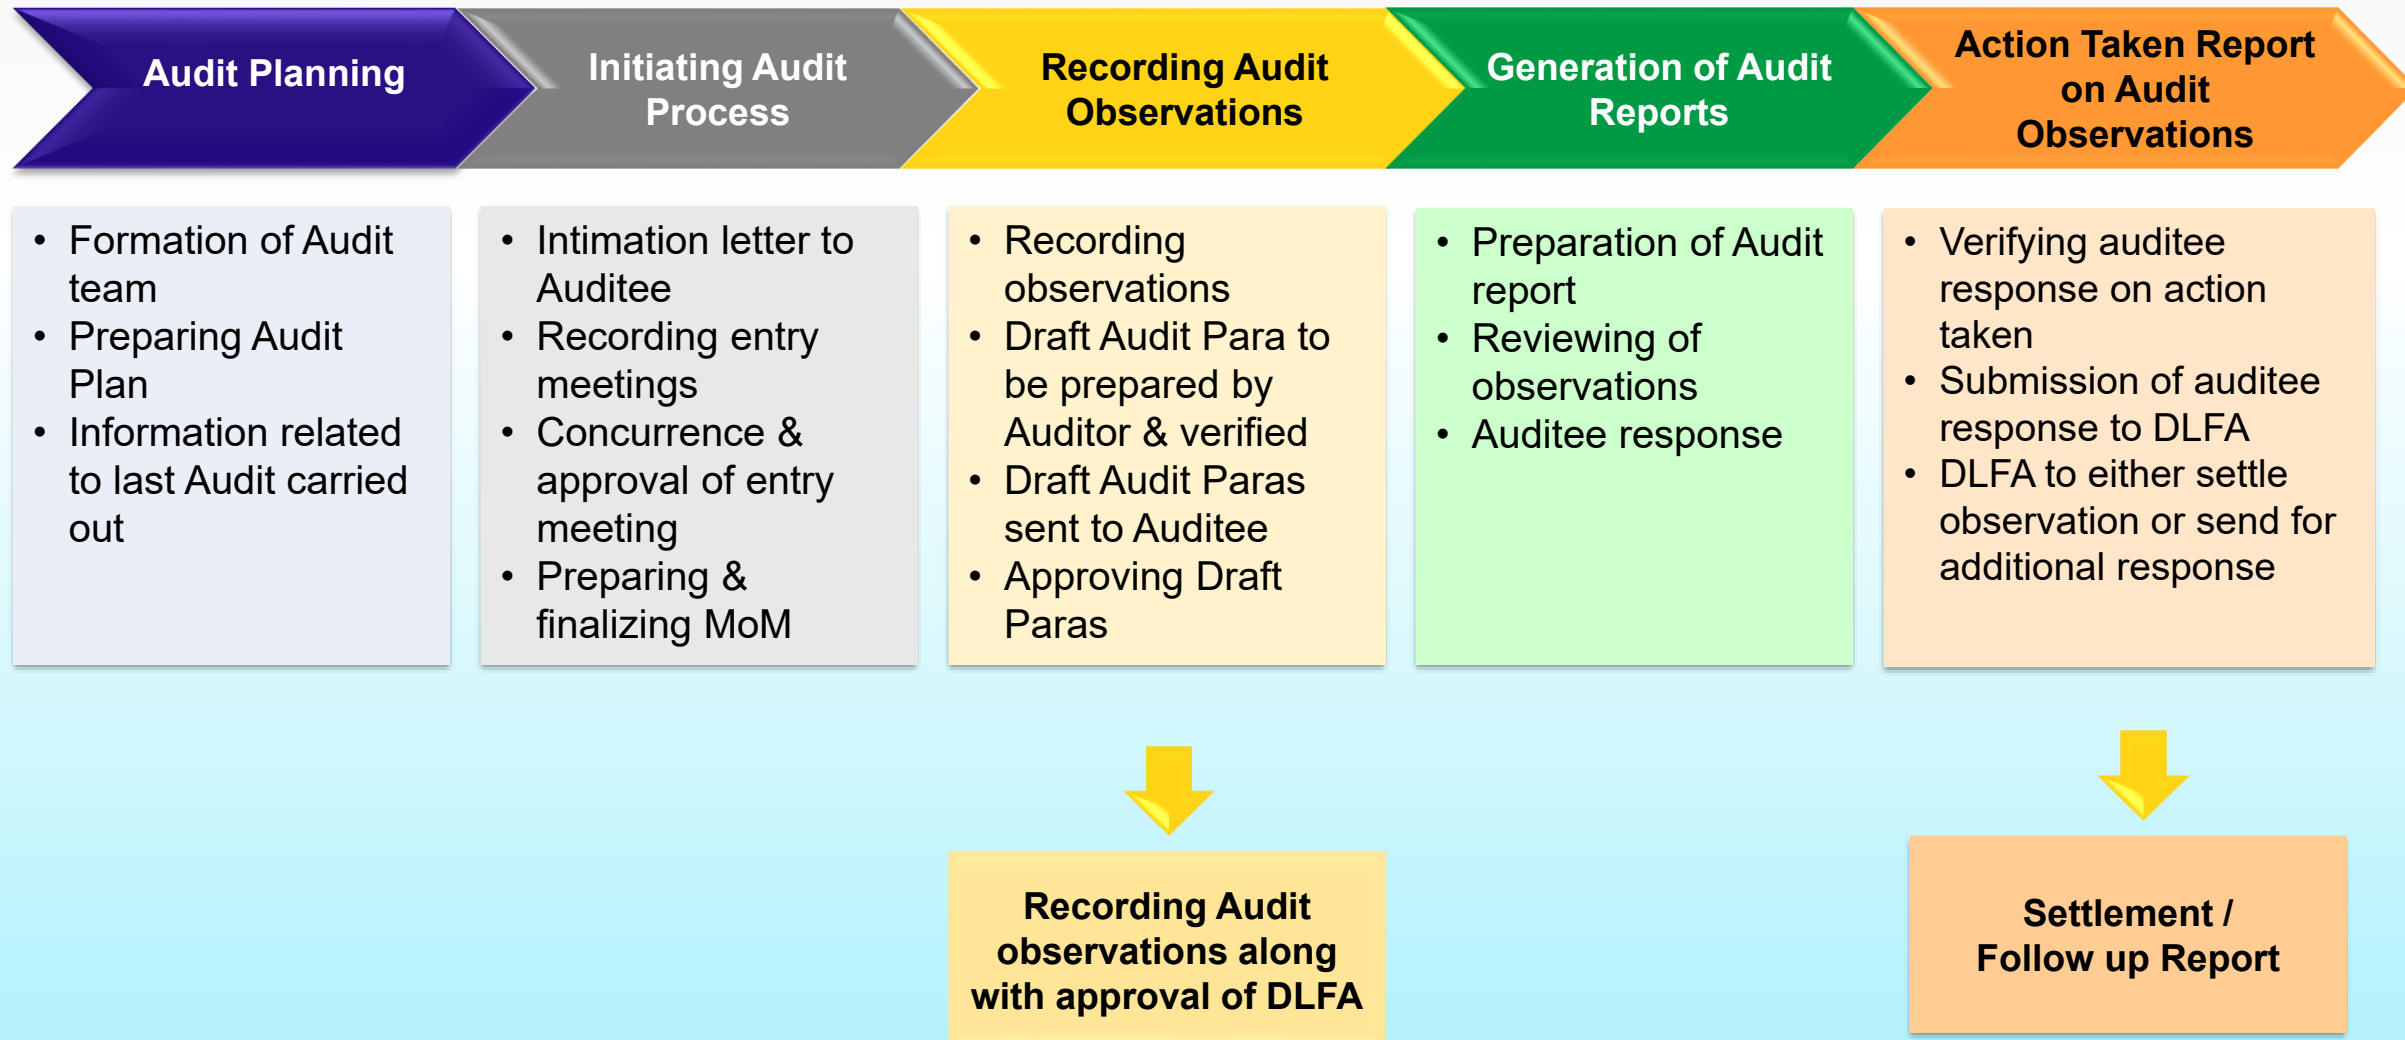 Audit Planning
Initiating Audit
Process
Recording Audit
Observations
Generation of Audit
Reports
Action Taken Report
on Audit
Observations
• Formation of Audit
team
• Preparing Audit
Plan
• Information related
to last Audit carried
out
• Intimation letter to
Auditee
• Recording entry
meetings
• Concurrence &
approval of entry
meeting
• Preparing &
finalizing MoM
• Recording
observations
• Draft Audit Para to
be prepared by
Auditor & verified
• Draft Audit Paras
sent to Auditee
• Approving Draft
Paras
• Preparation of Audit
report
• Reviewing of
observations
• Auditee response
• Verifying auditee
response on action
taken
• Submission of auditee
response to DLFA
• DLFA to either settle
observation or send for
additional response
Recording Audit
observations along
with approval of DLFA
Settlement /
Follow up Report